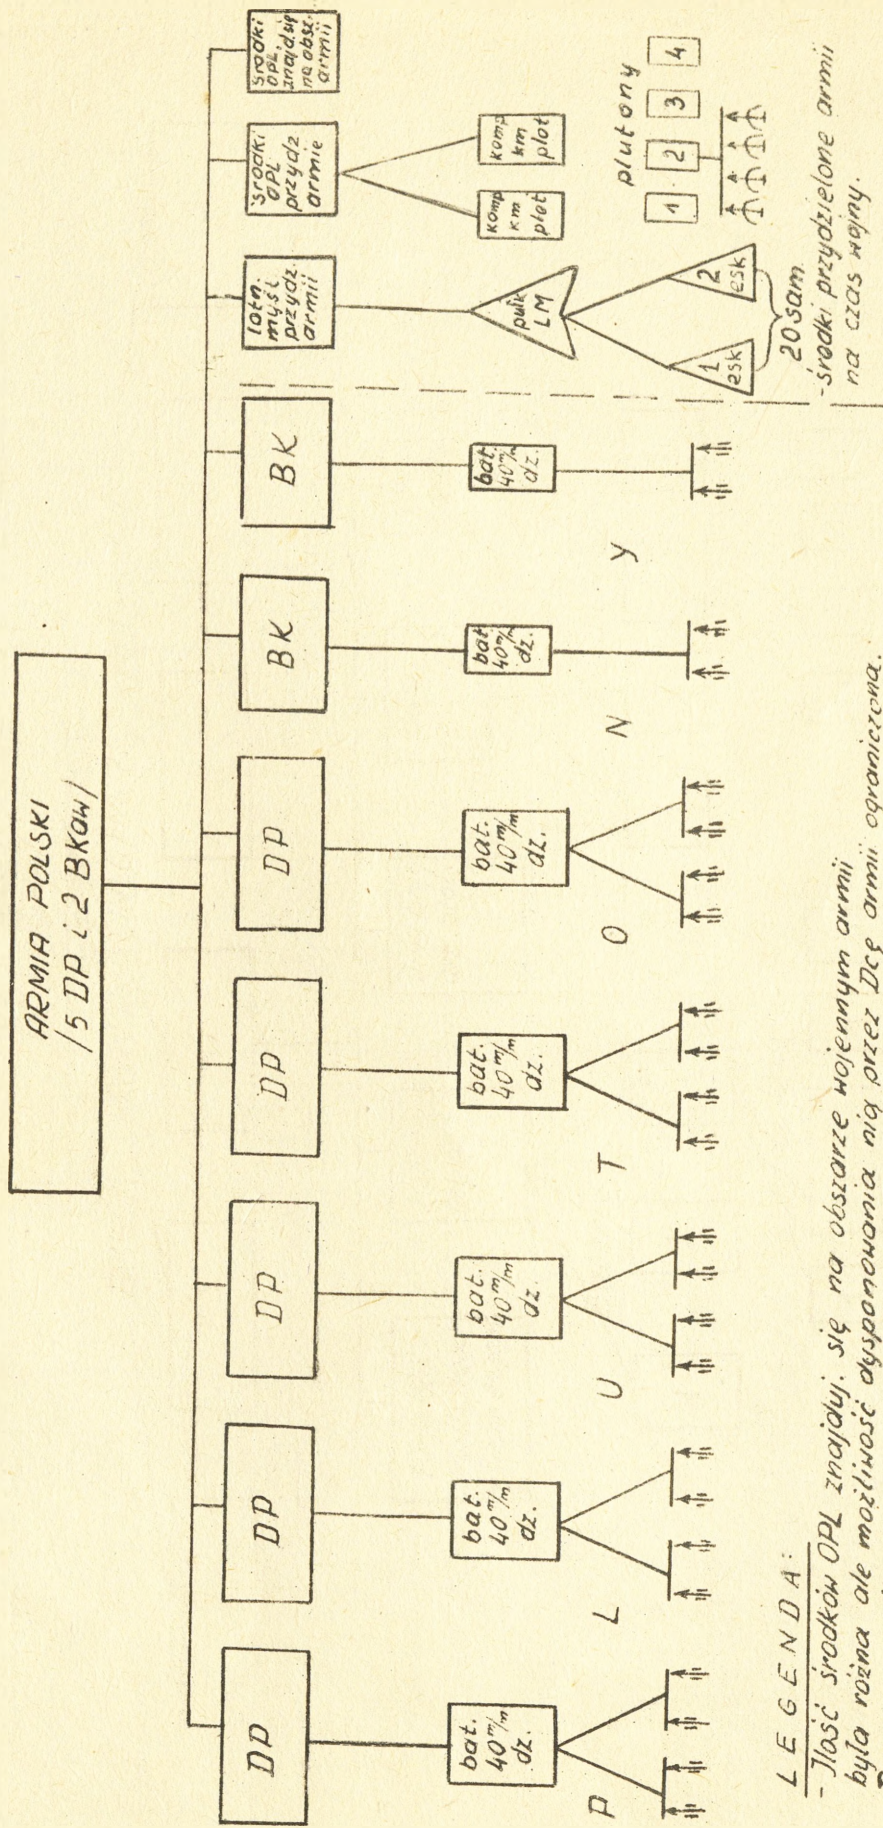 ARMIA POLSKI
/5 DP i 2 BKaw/
DP
DP
DP
DP
DP
BK
BK
lotn.
myśl.
przydz.
armii
środki
OPL
przydz
armie
środki
OPL
znajd.się
na obsz.
armii
bat.
40 m/m
dz.
bat.
40 m/m
dz.
bat.
40 m/m
dz.
bat.
40 m/m
dz.
bat.
40 m/m
dz.
bat.
40 m/m
dz.
bat.
40 m/m
dz.
pułk
LM
komp
km
plot
komp
km
plot
P L U T O N Y
1
esk
2
esk
20 sam.
plutony
1 2 3 4
-środki przydzielone armii
na czas wojny.
LEGENDA:
- Ilość środków OPL znajduj. się na obszarze wojennym armii
była różna ale możliwość dysponowania nią przez Dcę armii ograniczona.